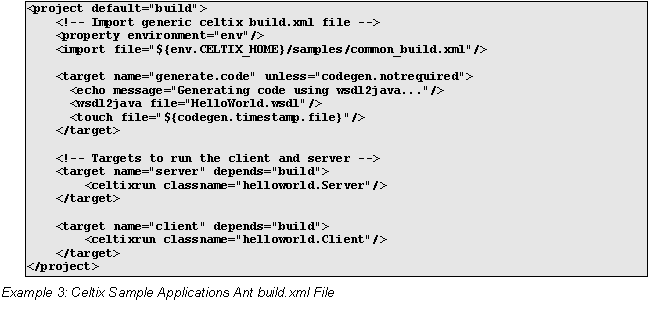 <project default="build">
<!-- Import generic celtix build.xml file -->
<property environment="env"/>
<import file="${env.CELTIX_HOME}/samples/common_build.xml"/>
<target name="generate.code" unless="codegen.notrequired">
<echo message="Generating code using wsdl2java..."/>
<wsdl2java file="HelloWorld.wsdl"/>
<touch file="${codegen.timestamp.file}"/>
</target>
<!-- Targets to run the client and server -->
<target name="server" depends="build">
<celtixrun classname="helloworld.Server"/>
</target>
<target name="client" depends="build">
<celtixrun classname="helloworld.Client"/>
</target>
</project>
Example 3: Celtix Sample Applications Ant build.xml File